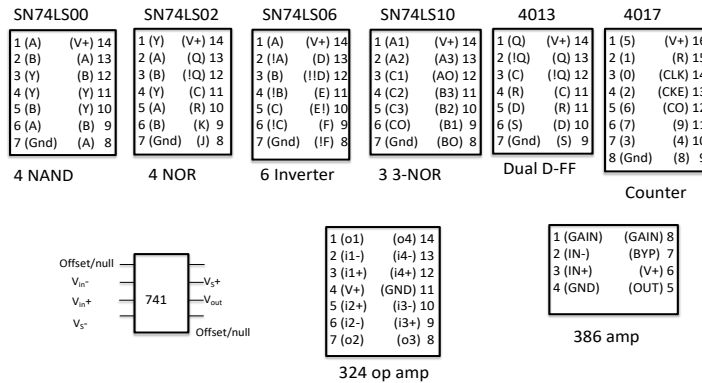 SN74LS00
1 (A) (V+) 14
2 (B) (A) 13
3 (Y) (B) 12
4 (Y) (Y) 11
5 (B) (Y) 10
6 (A) (B) 9
7 (Gnd) (A) 8
4 NAND
SN74LS02
1 (Y) (V+) 14
2 (A) (Q) 13
3 (B) (!Q) 12
4 (Y) (C) 11
5 (A) (R) 10
6 (B) (K) 9
7 (Gnd) (J) 8
4 NOR
SN74LS06
1 (A) (V+) 14
2 (!A) (D) 13
3 (B) (!!D) 12
4 (!B) (E) 11
5 (C) (E!) 10
6 (!C) (F) 9
7 (Gnd) (!F) 8
6 Inverter
SN74LS10
1 (A1) (V+) 14
2 (A2) (A3) 13
3 (C1) (AO) 12
4 (C2) (B3) 11
5 (C3) (B2) 10
6 (CO) (B1) 9
7 (Gnd) (BO) 8
3 3-NOR
4013
1 (Q) (V+) 14
2 (!Q) (Q) 13
3 (C) (!Q) 12
4 (R) (C) 11
5 (D) (R) 11
6 (S) (D) 10
7 (Gnd) (S) 9
Dual D-FF
4017
1 (5) (V+) 16
2 (1) (R) 15
3 (0) (CLK) 14
4 (2) (CKE) 13
5 (6) (CO) 12
6 (7) (9) 11
7 (3) (4) 10
8 (Gnd) (8) 9
Counter
Offset/null
Vin-
Vin+
Vs-
741
Vs+
Vout
Offset/null
1 (o1) (o4) 14
2 (i1-) (i4-) 13
3 (i1+) (i4+) 12
4 (V+) (GND) 11
5 (i2+) (i3-) 10
6 (i2-) (i3+) 9
7 (o2) (o3) 8
324 op amp
1 (GAIN) (GAIN) 8
2 (IN-) (BYP) 7
3 (IN+) (V+) 6
4 (GND) (OUT) 5
386 amp